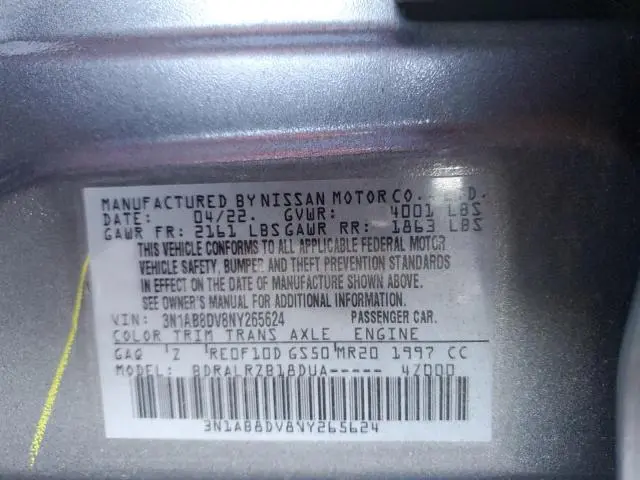 MANUFACTURED BY NISSAN MOTOR CO., LTD.
DATE: 04/22. GVWR: 4001 LBS
GAWR FR: 2161 LBS GAWR RR: 1863 LBS
THIS VEHICLE CONFORMS TO ALL APPLICABLE FEDERAL MOTOR
VEHICLE SAFETY, BUMPER AND THEFT PREVENTION STANDARDS
IN EFFECT ON THE DATE OF MANUFACTURE SHOWN ABOVE.
SEE OWNER'S MANUAL FOR ADDITIONAL INFORMATION.
VIN: 3N1AB8DV8NY265624 PASSENGER CAR.
COLOR TRIM TRANS AXLE ENGINE
GAQ Z RE0F10D GS50 MR20 1997 CC
MODEL: BDRALRZB18DUA----- 4/000
3N1AB8DV8NY265624